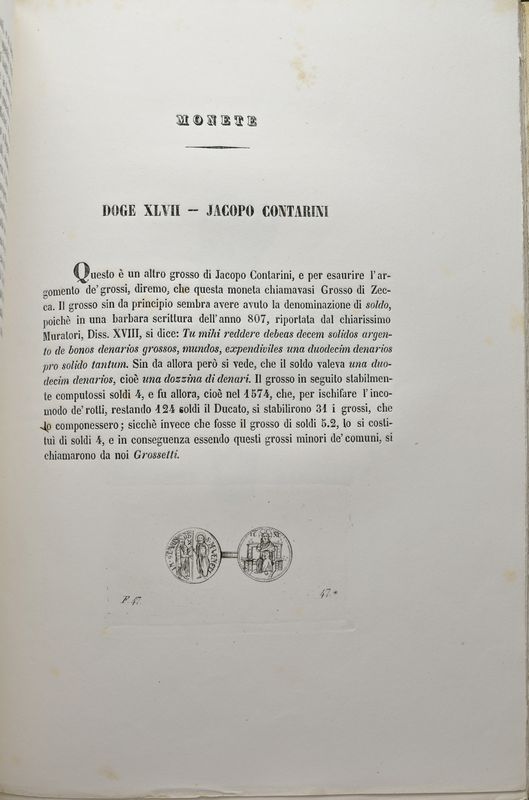 MONETE
DOGE XLVII — JACOPO CONTARINI
Questo è un altro grosso di Jacopo Contarini, e per esaurire l'ar-
gomento de'grossi, diremo, che questa moneta chiamavasi Grosso di Zec-
ca. Il grosso sin da principio sembra avere avuto la denominazione di soldo,
poichè in una barbara scrittura dell'anno 807, riportata dal chiarissimo
Muratori, Diss. XVIII, si dice: Tu mihi reddere debeas decem solidos argen-
to de bonos denarios grossos, mundos, expendiviles una duodecim denarios
pro solido tantum. Sin da allora però si vede, che il soldo valeva una duo-
decim denarios, cioè una dozzina di denari. Il grosso in seguito stabilmen-
te computossi soldi 4, e fu allora, cioè nel 1574, che, per ischifare l'inco-
modo de'rotti, restando 124 soldi il Ducato, si stabilirono 31 i grossi, che
lo componessero; sicchè invece che fosse il grosso di soldi 5.2, lo si costi-
tuì di soldi 4, e in conseguenza essendo questi grossi minori de'comuni, si
chiamarono da noi Grossetti.
F. 47.
47.*